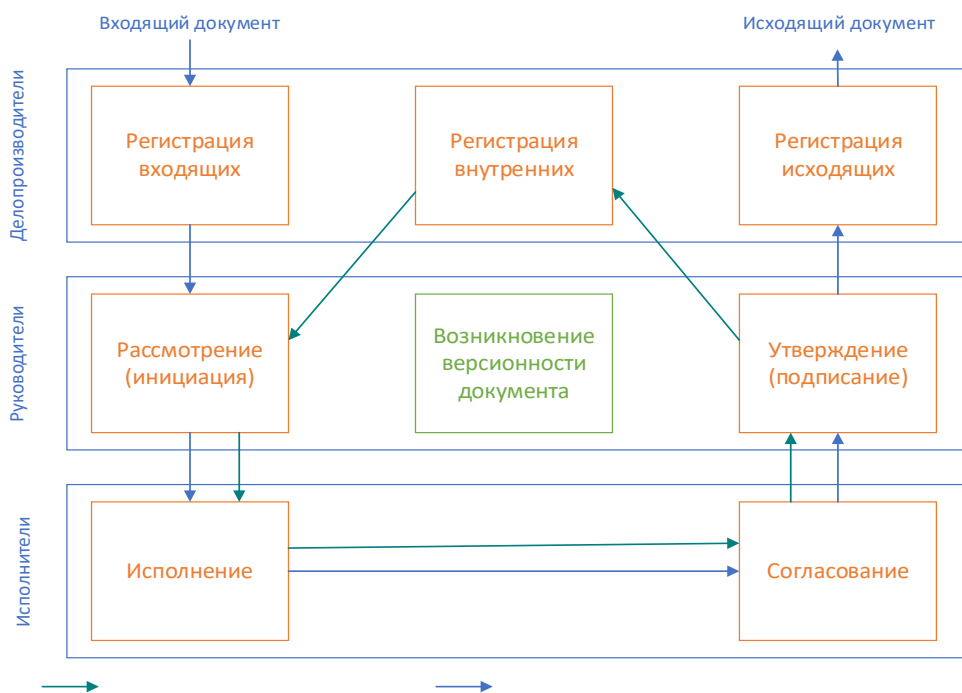 Входящий документ
Исходящий документ
Делопроизводители
Регистрация
входящих
Регистрация
внутренних
Регистрация
исходящих
Руководители
Рассмотрение
(инициация)
Возникновение
версионности
документа
Утверждение
(подписание)
Исполнители
Исполнение
Согласование